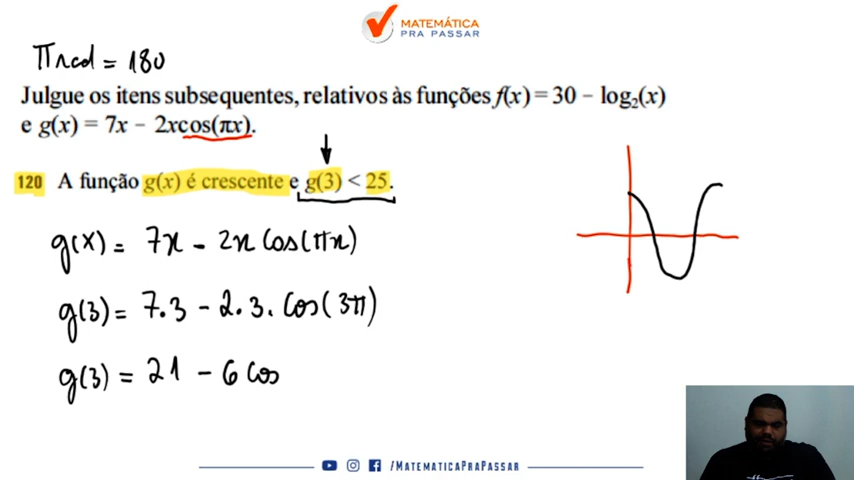 MATEMÁTICA
PRA PASSAR
πrad = 180
Julgue os itens subsequentes, relativos às funções f(x) = 30 − log₂(x)
e g(x) = 7x − 2xcos(πx).
120 A função g(x) é crescente e g(3) < 25.
g(x) = 7x - 2x cos(πx)
g(3) = 7.3 - 2.3. cos(3π)
g(3) = 21 - 6 cos
/MATEMATICAPRAPASSAR